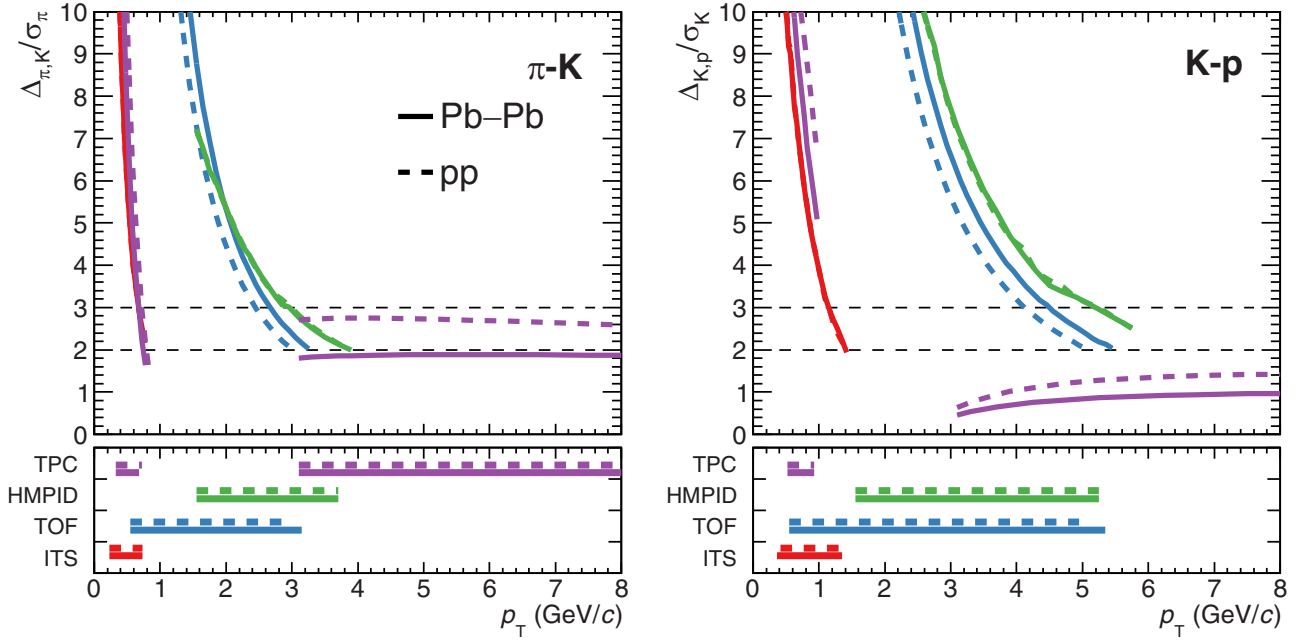 Δπ,K/σπ
10
9
8
7
6
5
4
3
2
1
0
π-K
Pb–Pb
pp
TPC
HMPID
TOF
ITS
0 1 2 3 4 5 6 7 8
pT (GeV/c)
ΔK,p/σK
10
9
8
7
6
5
4
3
2
1
0
K-p
TPC
HMPID
TOF
ITS
0 1 2 3 4 5 6 7 8
pT (GeV/c)